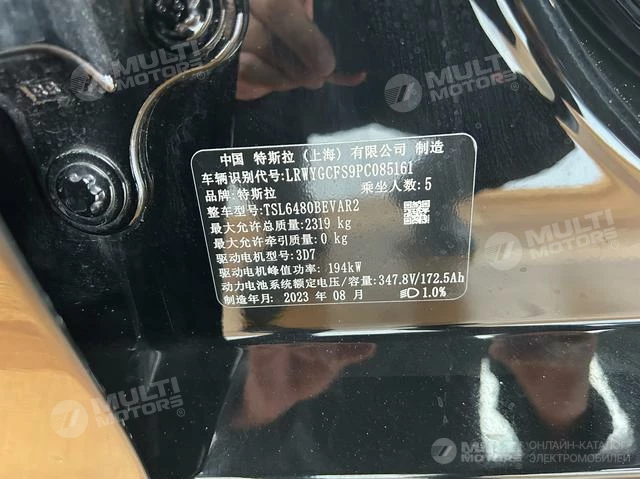 MULTI
MOTORS
MULTI
MOTORS
中国 特斯拉 (上海) 有限公司 制造
车辆识别代号:LRWYGCFS9PC085161
品牌:特斯拉 乘坐人数:5
整车型号:TSL6480BEVAR2
最大允许总质量:2319 kg
最大允许牵引质量:0 kg
驱动电机型号:3D7
驱动电机峰值功率: 194kW
动力电池系统额定电压/容量:347.8V/172.5Ah
制造年月: 2023 年 08 月 1.0%
MULTI
MOTORS
MULTI
MOTORS
ОНЛАЙН-КАТАЛОГ
ЭЛЕКТРОМОБИЛЕЙ